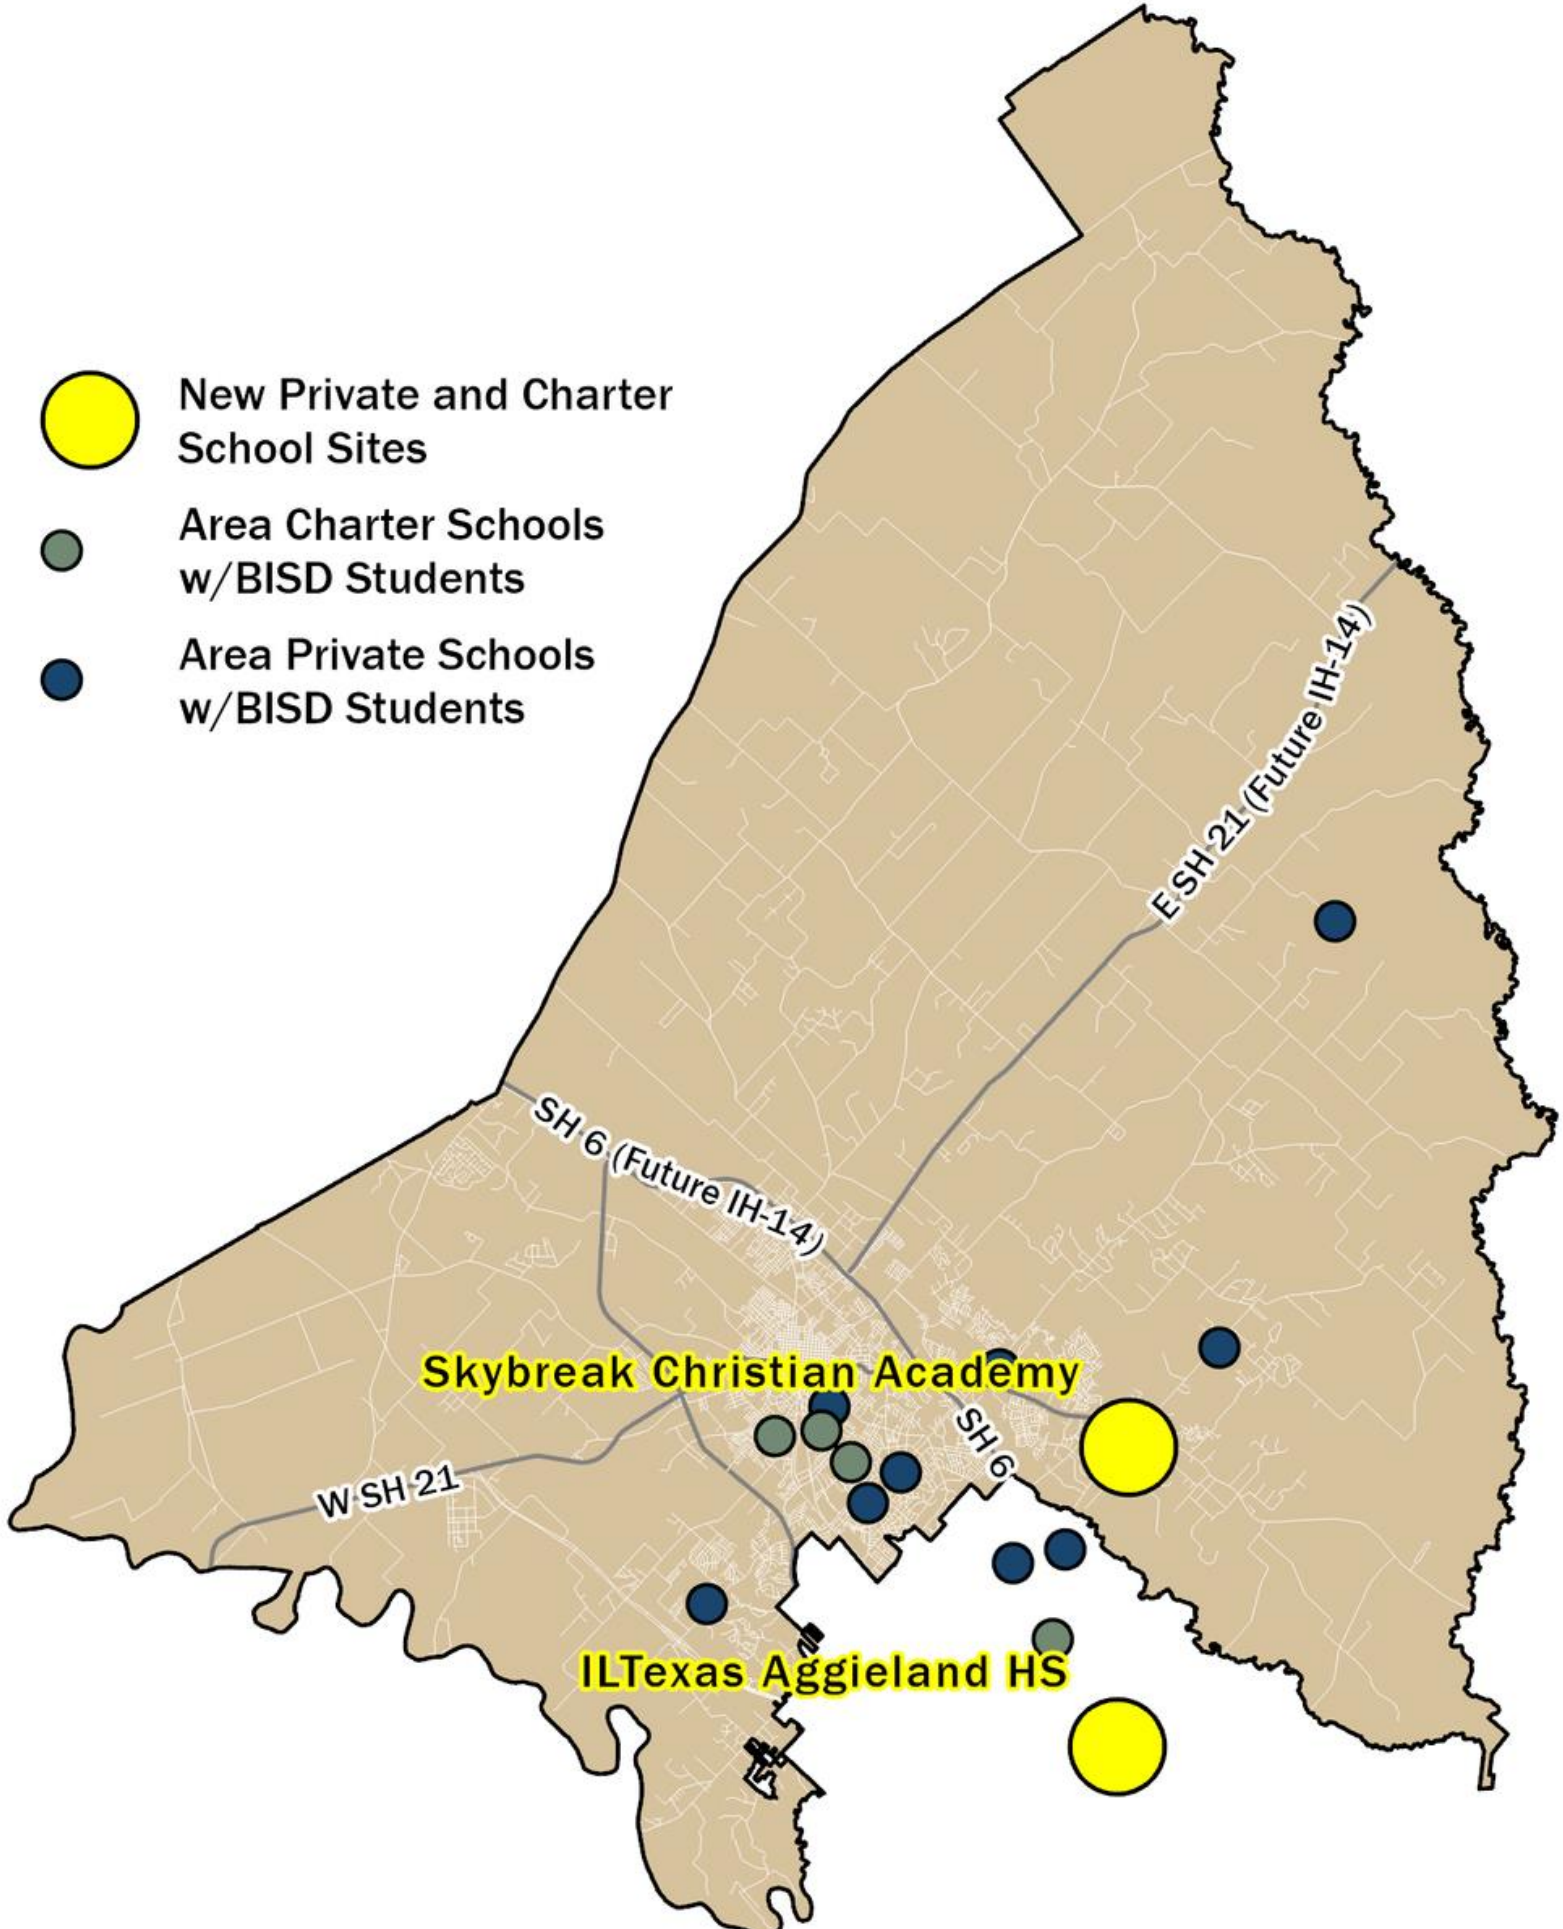 New Private and Charter
School Sites
Area Charter Schools
w/BISD Students
Area Private Schools
w/BISD Students
E SH 21 (Future IH-14)
SH 6 (Future IH-14)
Skybreak Christian Academy
SH 6
W SH 21
ILTexas Aggieland HS